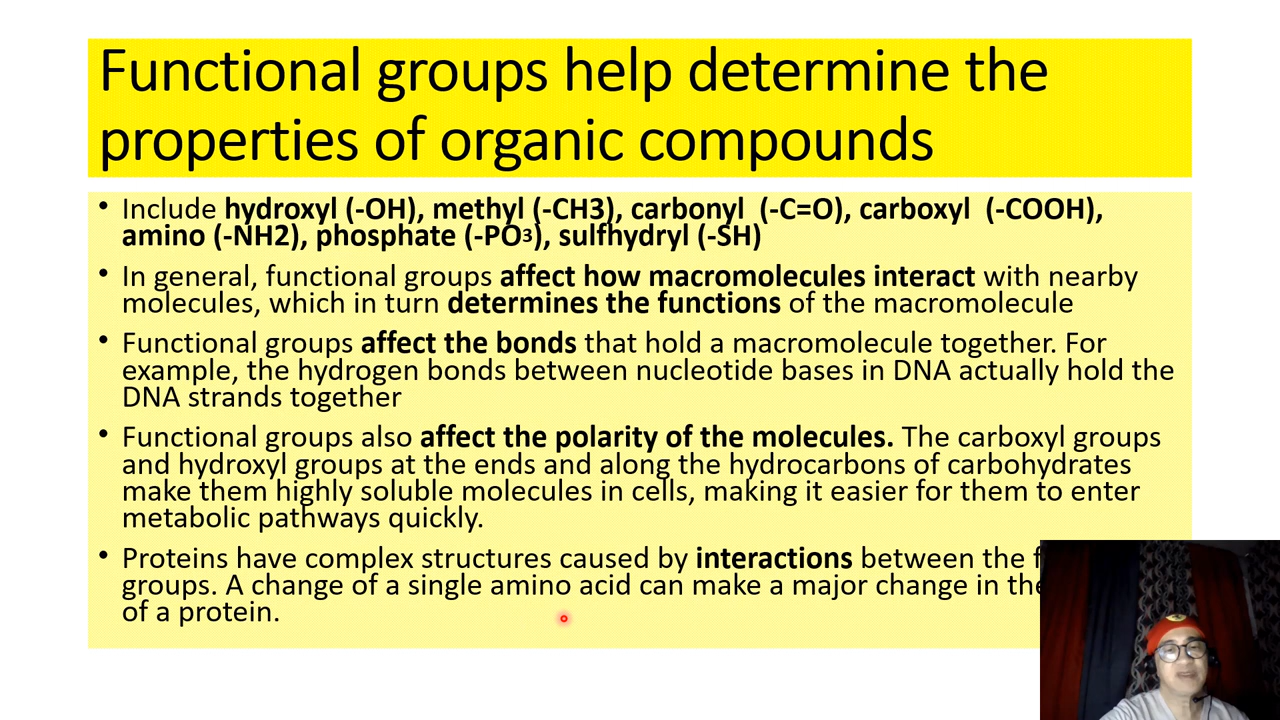 Functional groups help determine the
properties of organic compounds
• Include hydroxyl (-OH), methyl (-CH3), carbonyl  (-C=O), carboxyl  (-COOH),
amino (-NH2), phosphate (-PO3), sulfhydryl (-SH)
• In general, functional groups affect how macromolecules interact with nearby
molecules, which in turn determines the functions of the macromolecule
• Functional groups affect the bonds that hold a macromolecule together. For
example, the hydrogen bonds between nucleotide bases in DNA actually hold the
DNA strands together
• Functional groups also affect the polarity of the molecules. The carboxyl groups
and hydroxyl groups at the ends and along the hydrocarbons of carbohydrates
make them highly soluble molecules in cells, making it easier for them to enter
metabolic pathways quickly.
• Proteins have complex structures caused by interactions between the
groups. A change of a single amino acid can make a major change in the
of a protein.